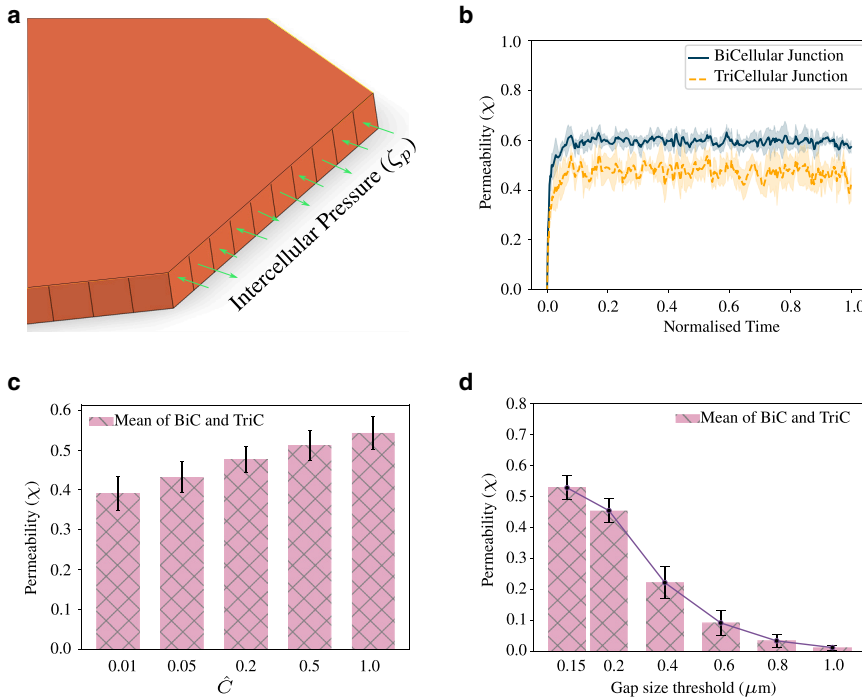 a
Intercellular Pressure (ζₚ)
b
1.0
0.8
0.6
0.4
0.2
0.0
Permeability (χ)
BiCellular Junction
TriCellular Junction
0.0 0.2 0.4 0.6 0.8 1.0
Normalised Time
c
0.6
0.5
0.4
0.3
0.2
0.1
0.0
Permeability (χ)
Mean of BiC and TriC
0.01 0.05 0.2 0.5 1.0
Ĉ
d
0.8
0.7
0.6
0.5
0.4
0.3
0.2
0.1
0.0
Permeability (χ)
Mean of BiC and TriC
0.15 0.2 0.4 0.6 0.8 1.0
Gap size threshold (μm)